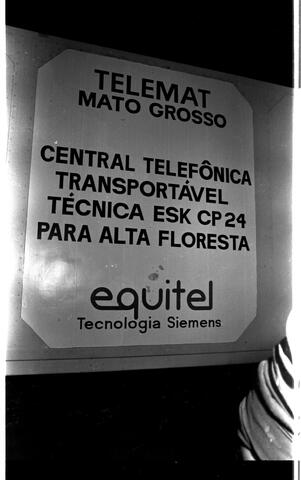 TELEMAT
MATO GROSSO
CENTRAL TELEFÔNICA
TRANSPORTÁVEL
TÉCNICA ESK CP24
PARA ALTA FLORESTA
equitel
Tecnologia Siemens